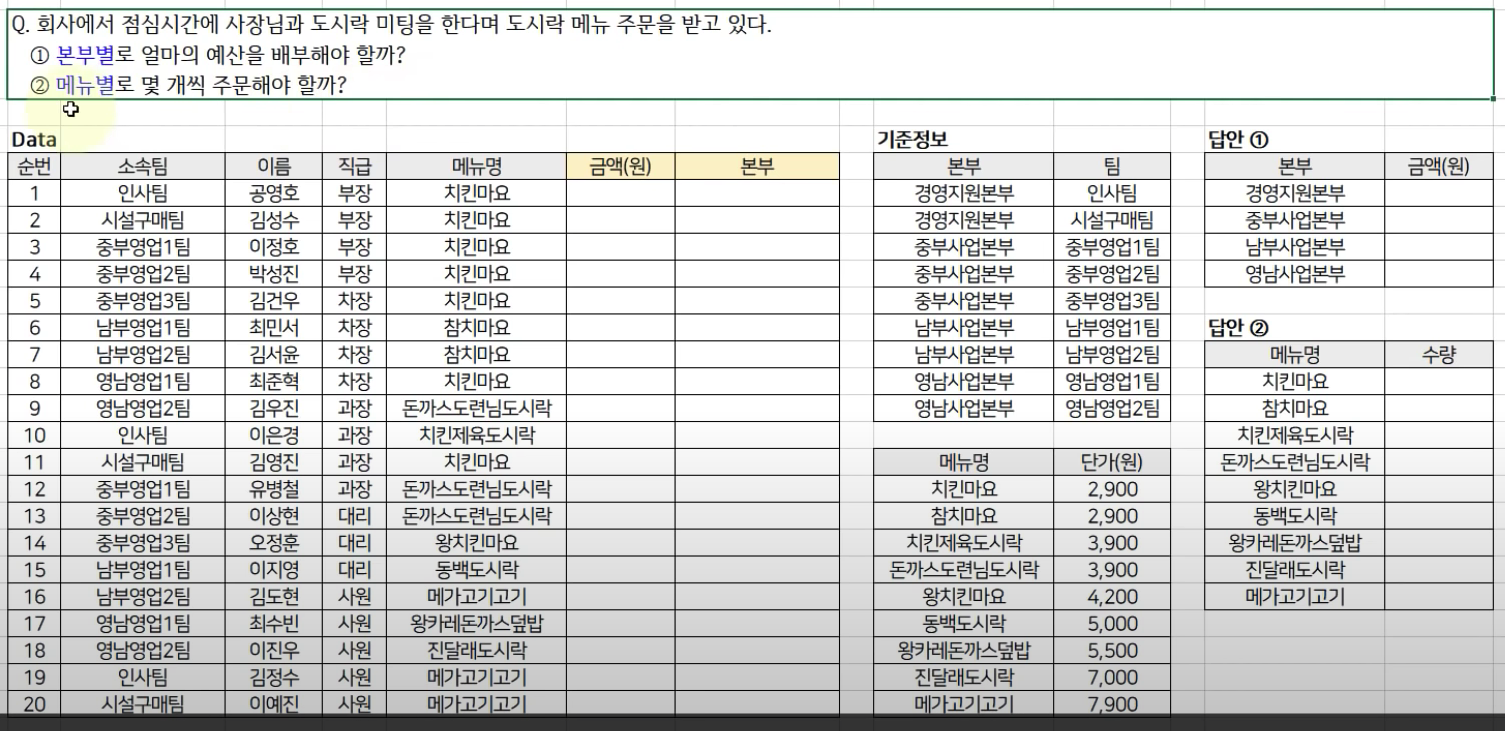 Q. 회사에서 점심시간에 사장님과 도시락 미팅을 한다며 도시락 메뉴 주문을 받고 있다.
① 본부별로 얼마의 예산을 배부해야 할까?
② 메뉴별로 몇 개씩 주문해야 할까?
Data
순번 소속팀 이름 직급 메뉴명 금액(원) 본부
1 인사팀 공영호 부장 치킨마요
2 시설구매팀 김성수 부장 치킨마요
3 중부영업1팀 이정호 부장 치킨마요
4 중부영업2팀 박성진 부장 치킨마요
5 중부영업3팀 김건우 차장 치킨마요
6 남부영업1팀 최민서 차장 참치마요
7 남부영업2팀 김서윤 차장 참치마요
8 영남영업1팀 최준혁 차장 치킨마요
9 영남영업2팀 김우진 과장 돈까스도련님도시락
10 인사팀 이은경 과장 치킨제육도시락
11 시설구매팀 김영진 과장 치킨마요
12 중부영업1팀 유병철 과장 돈까스도련님도시락
13 중부영업2팀 이상현 대리 돈까스도련님도시락
14 중부영업3팀 오정훈 대리 왕치킨마요
15 남부영업1팀 이지영 대리 동백도시락
16 남부영업2팀 김도현 사원 메가고기고기
17 영남영업1팀 최수빈 사원 왕카레돈까스덮밥
18 영남영업2팀 이진우 사원 진달래도시락
19 인사팀 김정수 사원 메가고기고기
20 시설구매팀 이예진 사원 메가고기고기
기준정보
본부 팀
경영지원본부 인사팀
경영지원본부 시설구매팀
중부사업본부 중부영업1팀
중부사업본부 중부영업2팀
중부사업본부 중부영업3팀
남부사업본부 남부영업1팀
남부사업본부 남부영업2팀
영남사업본부 영남영업1팀
영남사업본부 영남영업2팀
메뉴명 단가(원)
치킨마요 2,900
참치마요 2,900
치킨제육도시락 3,900
돈까스도련님도시락 3,900
왕치킨마요 4,200
동백도시락 5,000
왕카레돈까스덮밥 5,500
진달래도시락 7,000
메가고기고기 7,900
답안 ①
본부 금액(원)
경영지원본부
중부사업본부
남부사업본부
영남사업본부
답안 ②
메뉴명 수량
치킨마요
참치마요
치킨제육도시락
돈까스도련님도시락
왕치킨마요
동백도시락
왕카레돈까스덮밥
진달래도시락
메가고기고기